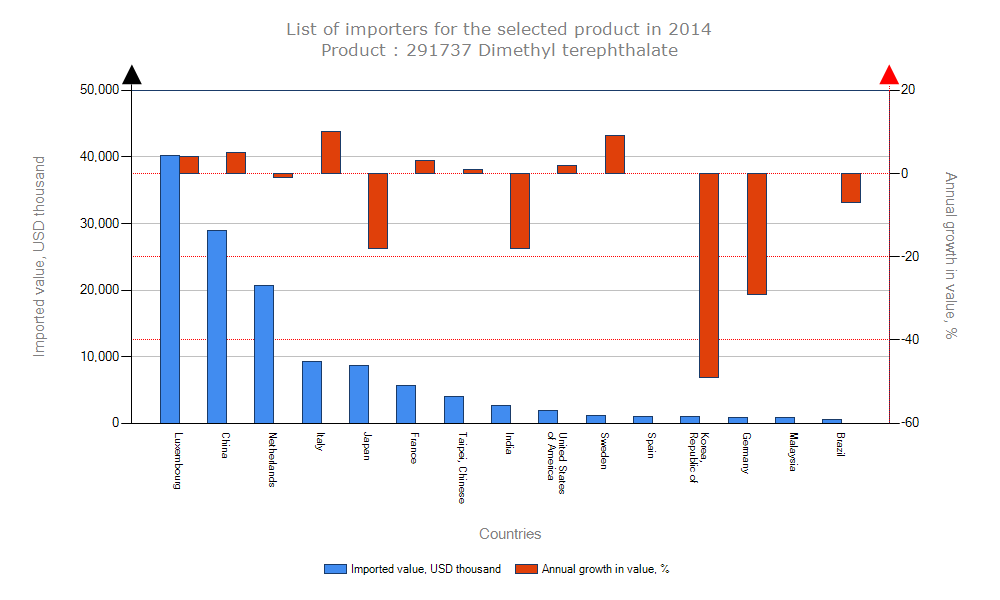 List of importers for the selected product in 2014
Product : 291737 Dimethyl terephthalate
50,000
40,000
30,000
20,000
10,000
0
Imported value, USD thousand
20
0
-20
-40
-60
Annual growth in value, %
Luxembourg
China
Netherlands
Italy
Japan
France
Taipei, Chinese
India
United States
of America
Sweden
Spain
Korea,
Republic of
Germany
Malaysia
Brazil
Countries
Imported value, USD thousand
Annual growth in value, %